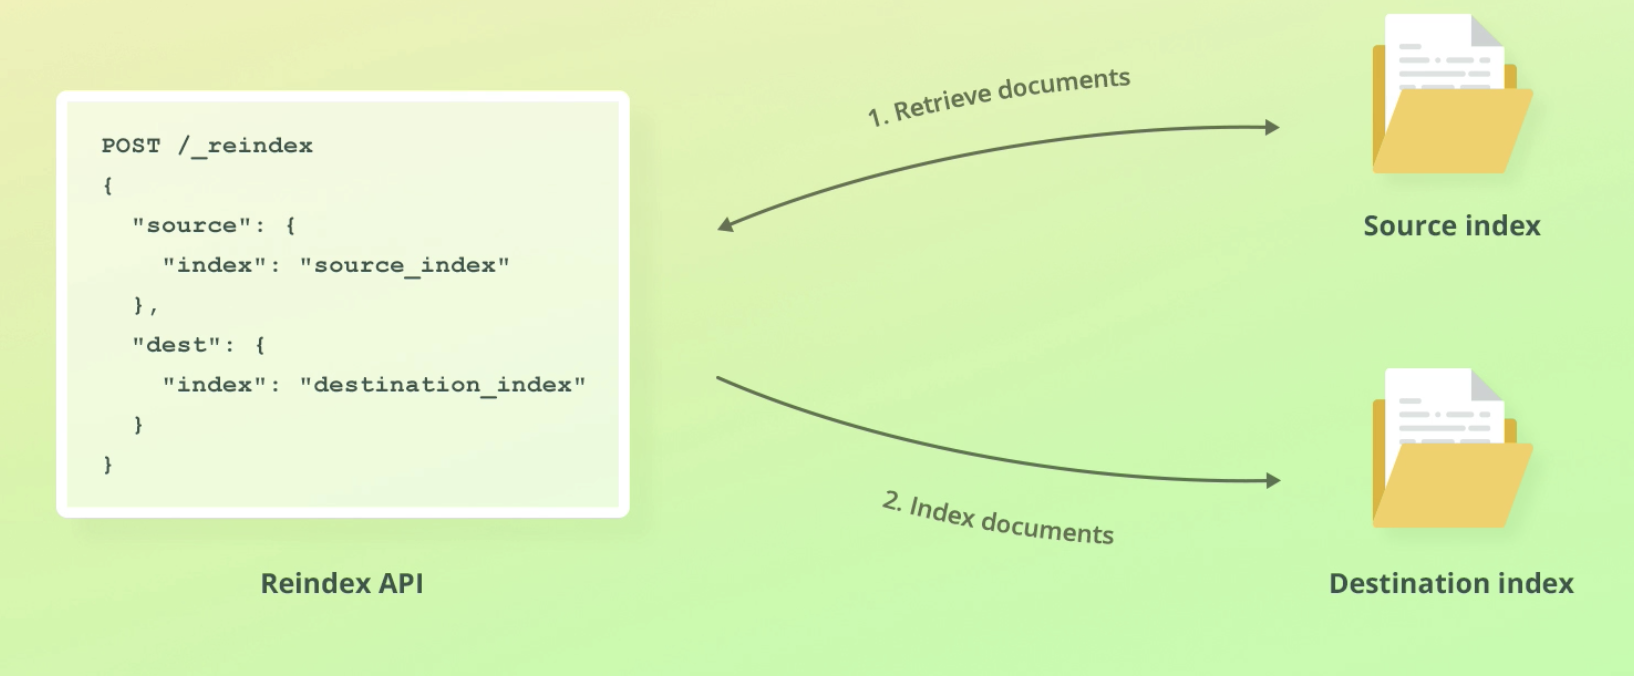 POST /_reindex
{
  "source": {
    "index": "source_index"
  },
  "dest": {
    "index": "destination_index"
  }
}
Reindex API
1. Retrieve documents
2. Index documents
Source index
Destination index